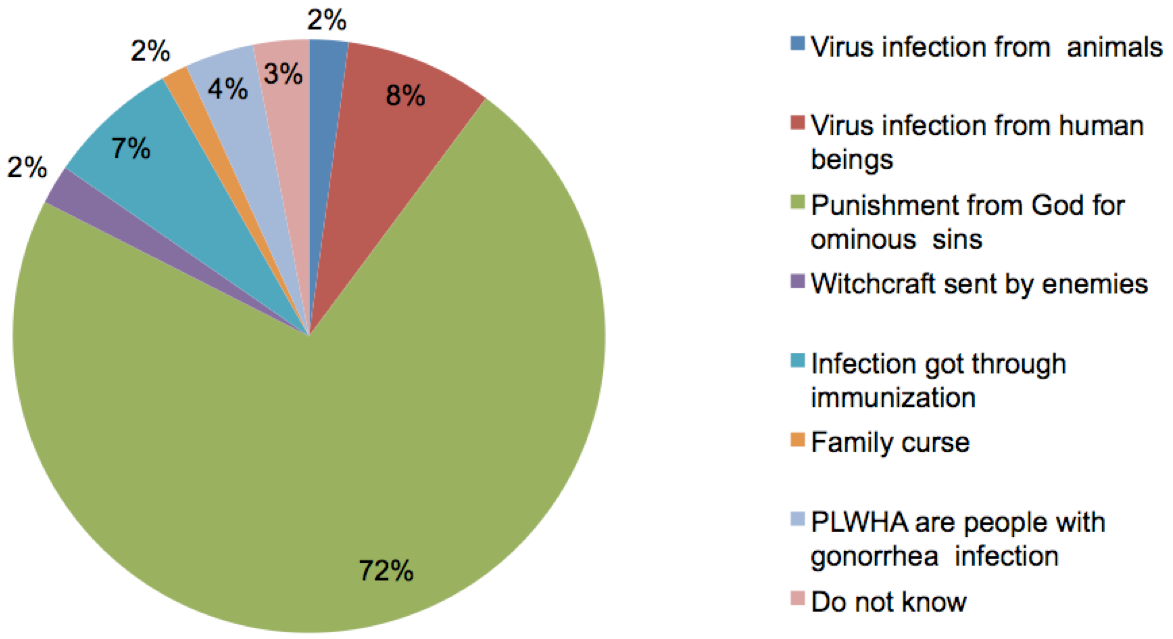 2%
8%
72%
2%
7%
2%
4%
3%
Virus infection from animals
Virus infection from human
beings
Punishment from God for
ominous sins
Witchcraft sent by enemies
Infection got through
immunization
Family curse
PLWHA are people with
gonorrhea infection
Do not know